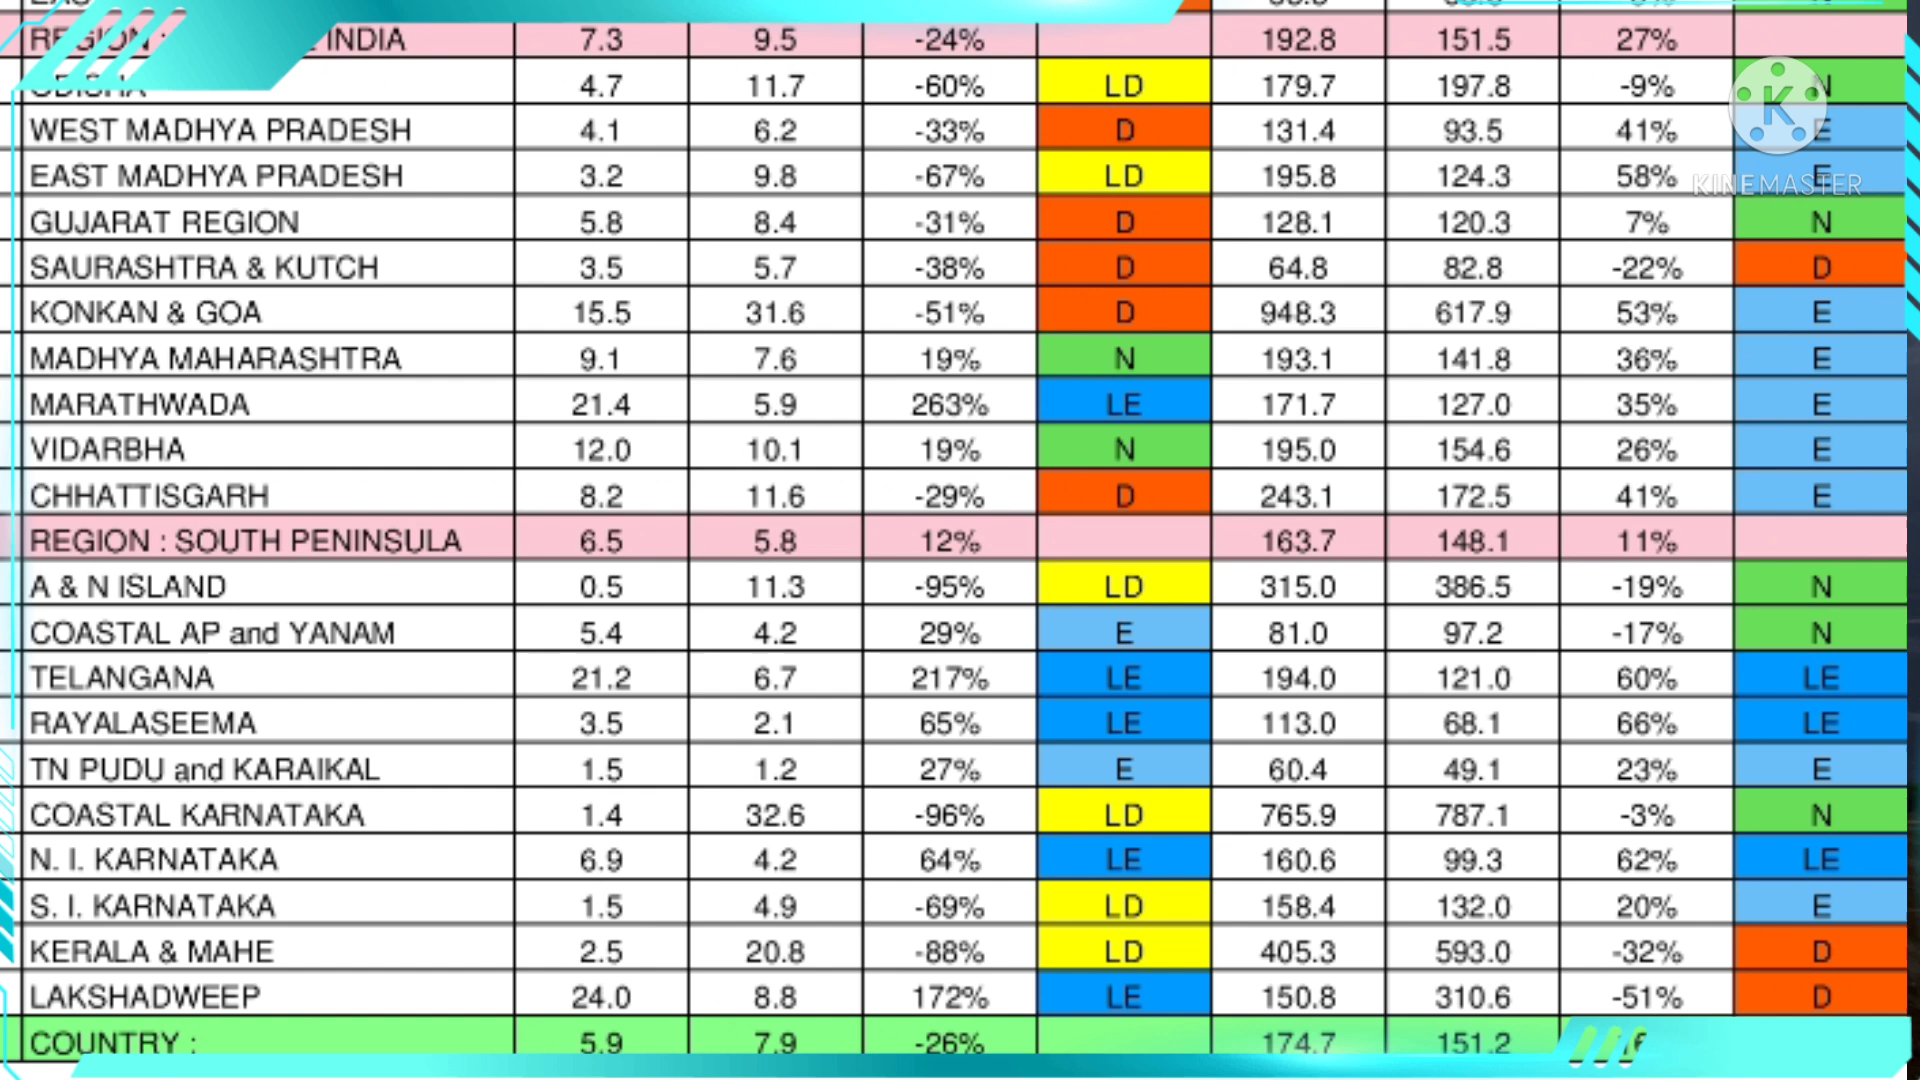 REGION : INDIA 7.3 9.5 -24% 192.8 151.5 27%
ODISHA 4.7 11.7 -60% LD 179.7 197.8 -9% N
WEST MADHYA PRADESH 4.1 6.2 -33% D 131.4 93.5 41% E
EAST MADHYA PRADESH 3.2 9.8 -67% LD 195.8 124.3 58% E
KINEMASTER
GUJARAT REGION 5.8 8.4 -31% D 128.1 120.3 7% N
SAURASHTRA & KUTCH 3.5 5.7 -38% D 64.8 82.8 -22% D
KONKAN & GOA 15.5 31.6 -51% D 948.3 617.9 53% E
MADHYA MAHARASHTRA 9.1 7.6 19% N 193.1 141.8 36% E
MARATHWADA 21.4 5.9 263% LE 171.7 127.0 35% E
VIDARBHA 12.0 10.1 19% N 195.0 154.6 26% E
CHHATTISGARH 8.2 11.6 -29% D 243.1 172.5 41% E
REGION : SOUTH PENINSULA 6.5 5.8 12% 163.7 148.1 11%
A & N ISLAND 0.5 11.3 -95% LD 315.0 386.5 -19% N
COASTAL AP and YANAM 5.4 4.2 29% E 81.0 97.2 -17% N
TELANGANA 21.2 6.7 217% LE 194.0 121.0 60% LE
RAYALASEEMA 3.5 2.1 65% LE 113.0 68.1 66% LE
TN PUDU and KARAIKAL 1.5 1.2 27% E 60.4 49.1 23% E
COASTAL KARNATAKA 1.4 32.6 -96% LD 765.9 787.1 -3% N
N. I. KARNATAKA 6.9 4.2 64% LE 160.6 99.3 62% LE
S. I. KARNATAKA 1.5 4.9 -69% LD 158.4 132.0 20% E
KERALA & MAHE 2.5 20.8 -88% LD 405.3 593.0 -32% D
LAKSHADWEEP 24.0 8.8 172% LE 150.8 310.6 -51% D
COUNTRY : 5.9 7.9 -26% 174.7 151.2